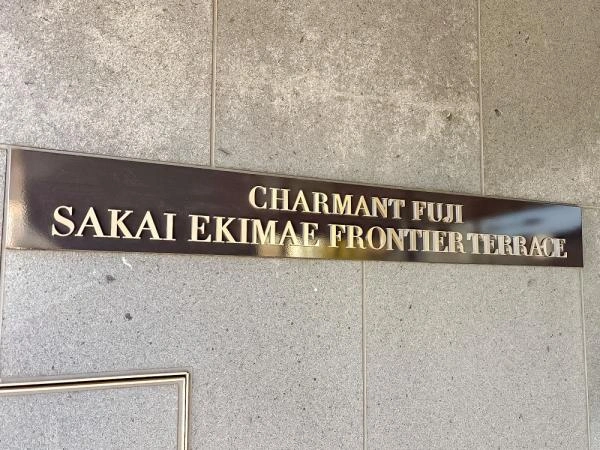 CHARMANT FUJI
SAKAI EKIMAE FRONTIER TERRACE